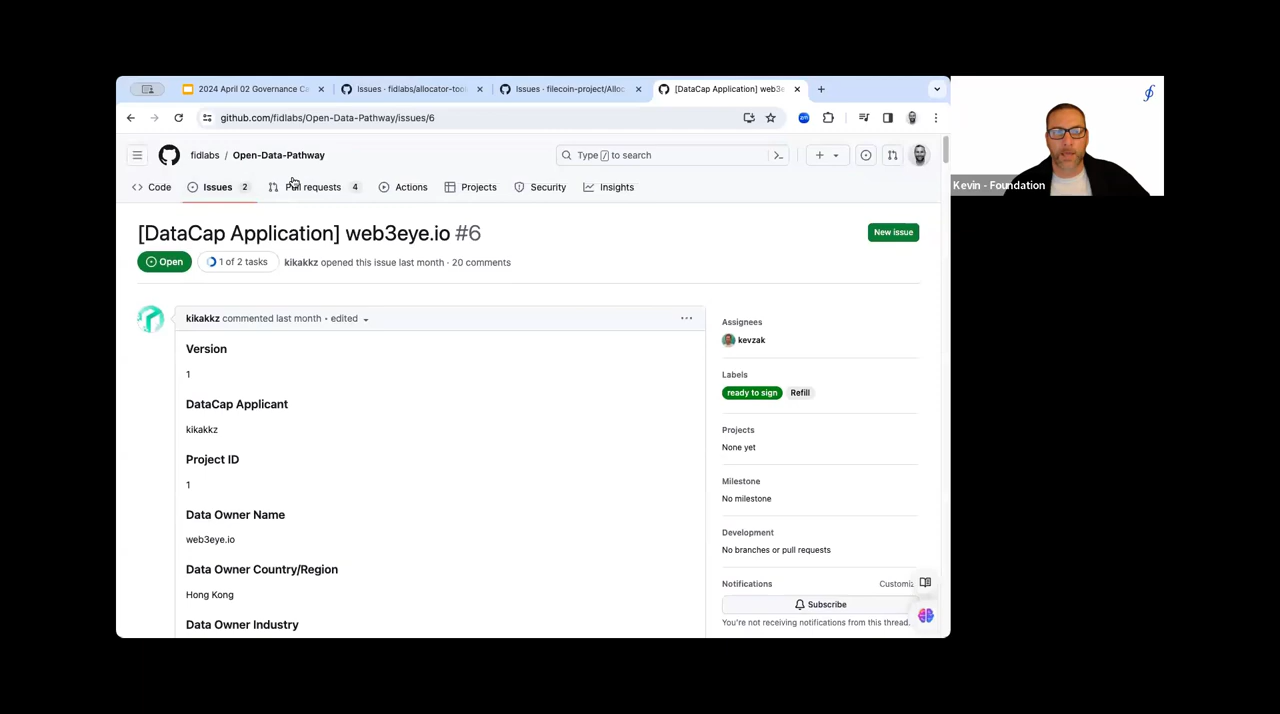 2024 April 02 Governance Ca
Issues · fidlabs/allocator-too
Issues · filecoin-project/Alloc
[DataCap Application] web3e
github.com/fidlabs/Open-Data-Pathway/issues/6
fidlabs / Open-Data-Pathway
Type / to search
Code
Issues 2
Pull requests 4
Actions
Projects
Security
Insights
Kevin - Foundation
[DataCap Application] web3eye.io #6
New issue
Open
1 of 2 tasks
kikakkz opened this issue last month · 20 comments
kikakkz commented last month • edited
Version
1
DataCap Applicant
kikakkz
Project ID
1
Data Owner Name
web3eye.io
Data Owner Country/Region
Hong Kong
Data Owner Industry
Assignees
kevzak
Labels
ready to sign Refill
Projects
None yet
Milestone
No milestone
Development
No branches or pull requests
Notifications
Customiz
Subscribe
You're not receiving notifications from this thread.